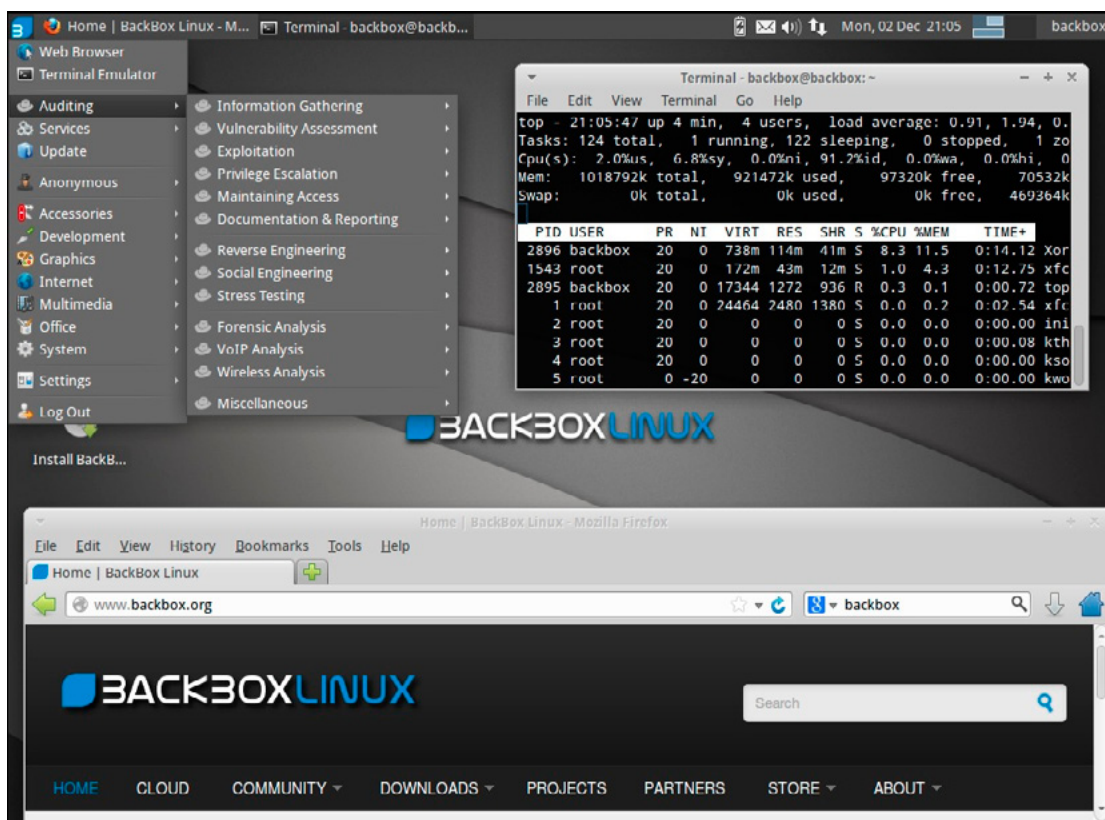 Home | BackBox Linux - M...
Terminal - backbox@backb...
Mon, 02 Dec 21:05
backbox
Web Browser
Terminal Emulator
Auditing
Services
Update
Anonymous
Accessories
Development
Graphics
Internet
Multimedia
Office
System
Settings
Log Out
Information Gathering
Vulnerability Assessment
Exploitation
Privilege Escalation
Maintaining Access
Documentation & Reporting
Reverse Engineering
Social Engineering
Stress Testing
Forensic Analysis
VoIP Analysis
Wireless Analysis
Miscellaneous
Terminal - backbox@backbox: ~
File Edit View Terminal Go Help
top - 21:05:47 up 4 min, 4 users, load average: 0.91, 1.94, 0.
Tasks: 124 total, 1 running, 122 sleeping, 0 stopped, 1 zo
Cpu(s): 2.0%us, 6.8%sy, 0.0%ni, 91.2%id, 0.0%wa, 0.0%hi, 0
Mem: 1018792k total, 921472k used, 97320k free, 70532k
Swap: 0k total, 0k used, 0k free, 469364k
PID USER PR NI VIRT RES SHR S %CPU %MEM TIME+
2896 backbox 20 0 738m 114m 41m S 8.3 11.5 0:14.12 Xor
1543 root 20 0 172m 43m 12m S 1.0 4.3 0:12.75 xfc
2895 backbox 20 0 17344 1272 936 R 0.3 0.1 0:00.72 top
1 root 20 0 24464 2480 1380 S 0.0 0.2 0:02.54 xfc
2 root 20 0 0 0 0 S 0.0 0.0 0:00.00 ini
3 root 20 0 0 0 0 S 0.0 0.0 0:00.08 kth
4 root 20 0 0 0 0 S 0.0 0.0 0:00.00 kso
5 root 0 -20 0 0 0 S 0.0 0.0 0:00.00 kwo
BACKBOXLINUX
Install BackB...
Home | BackBox Linux - Mozilla Firefox
File Edit View History Bookmarks Tools Help
Home | BackBox Linux
www.backbox.org
backbox
BACKBOXLINUX
Search
HOME CLOUD COMMUNITY DOWNLOADS PROJECTS PARTNERS STORE ABOUT